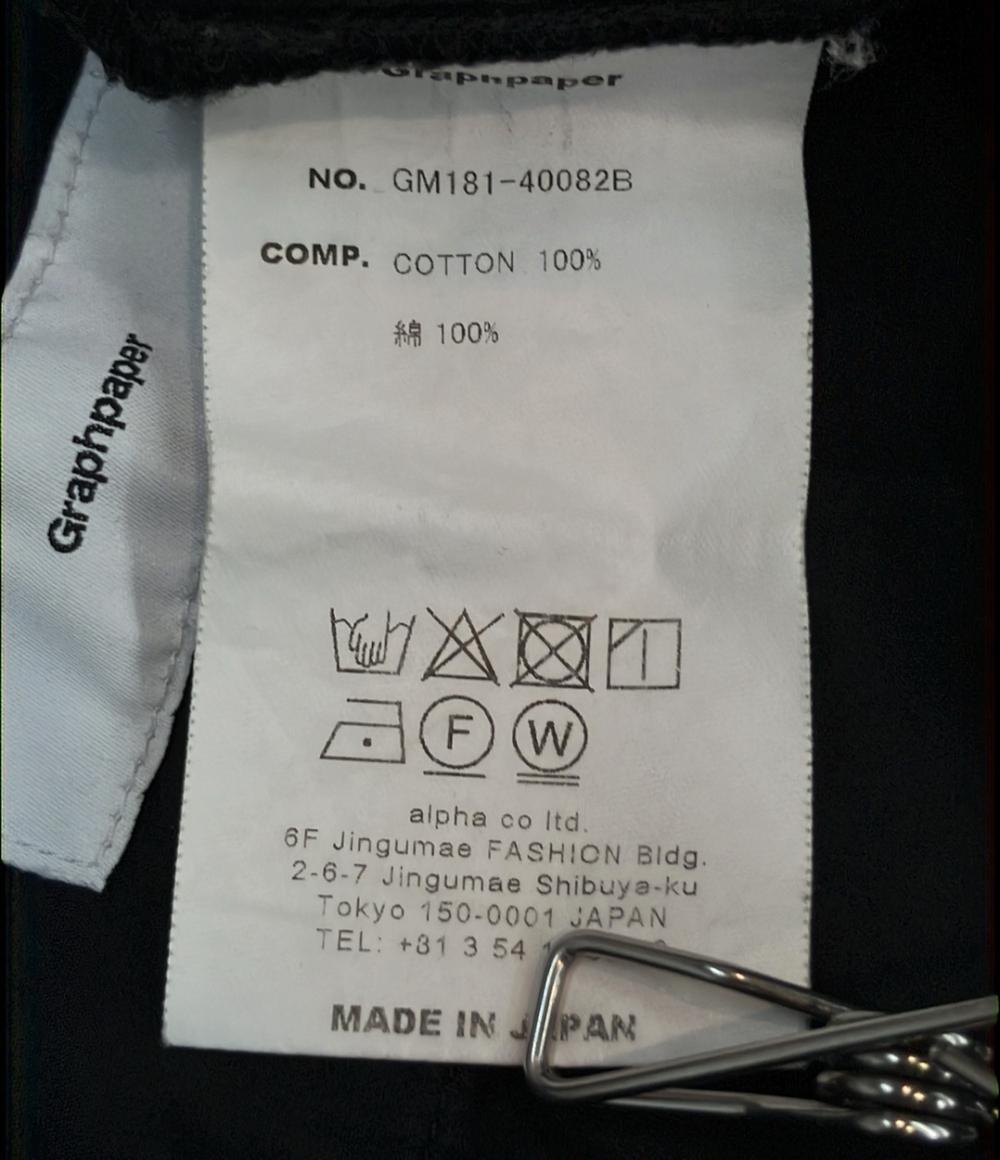 Graphpaper
NO. GM181-40082B
COMP. COTTON 100%
綿 100%
Graphpaper
F W
alpha co ltd.
6F Jingumae FASHION Bldg.
2-6-7 Jingumae Shibuya-ku
Tokyo 150-0001 JAPAN
TEL: +81 3 54
MADE IN JAPAN